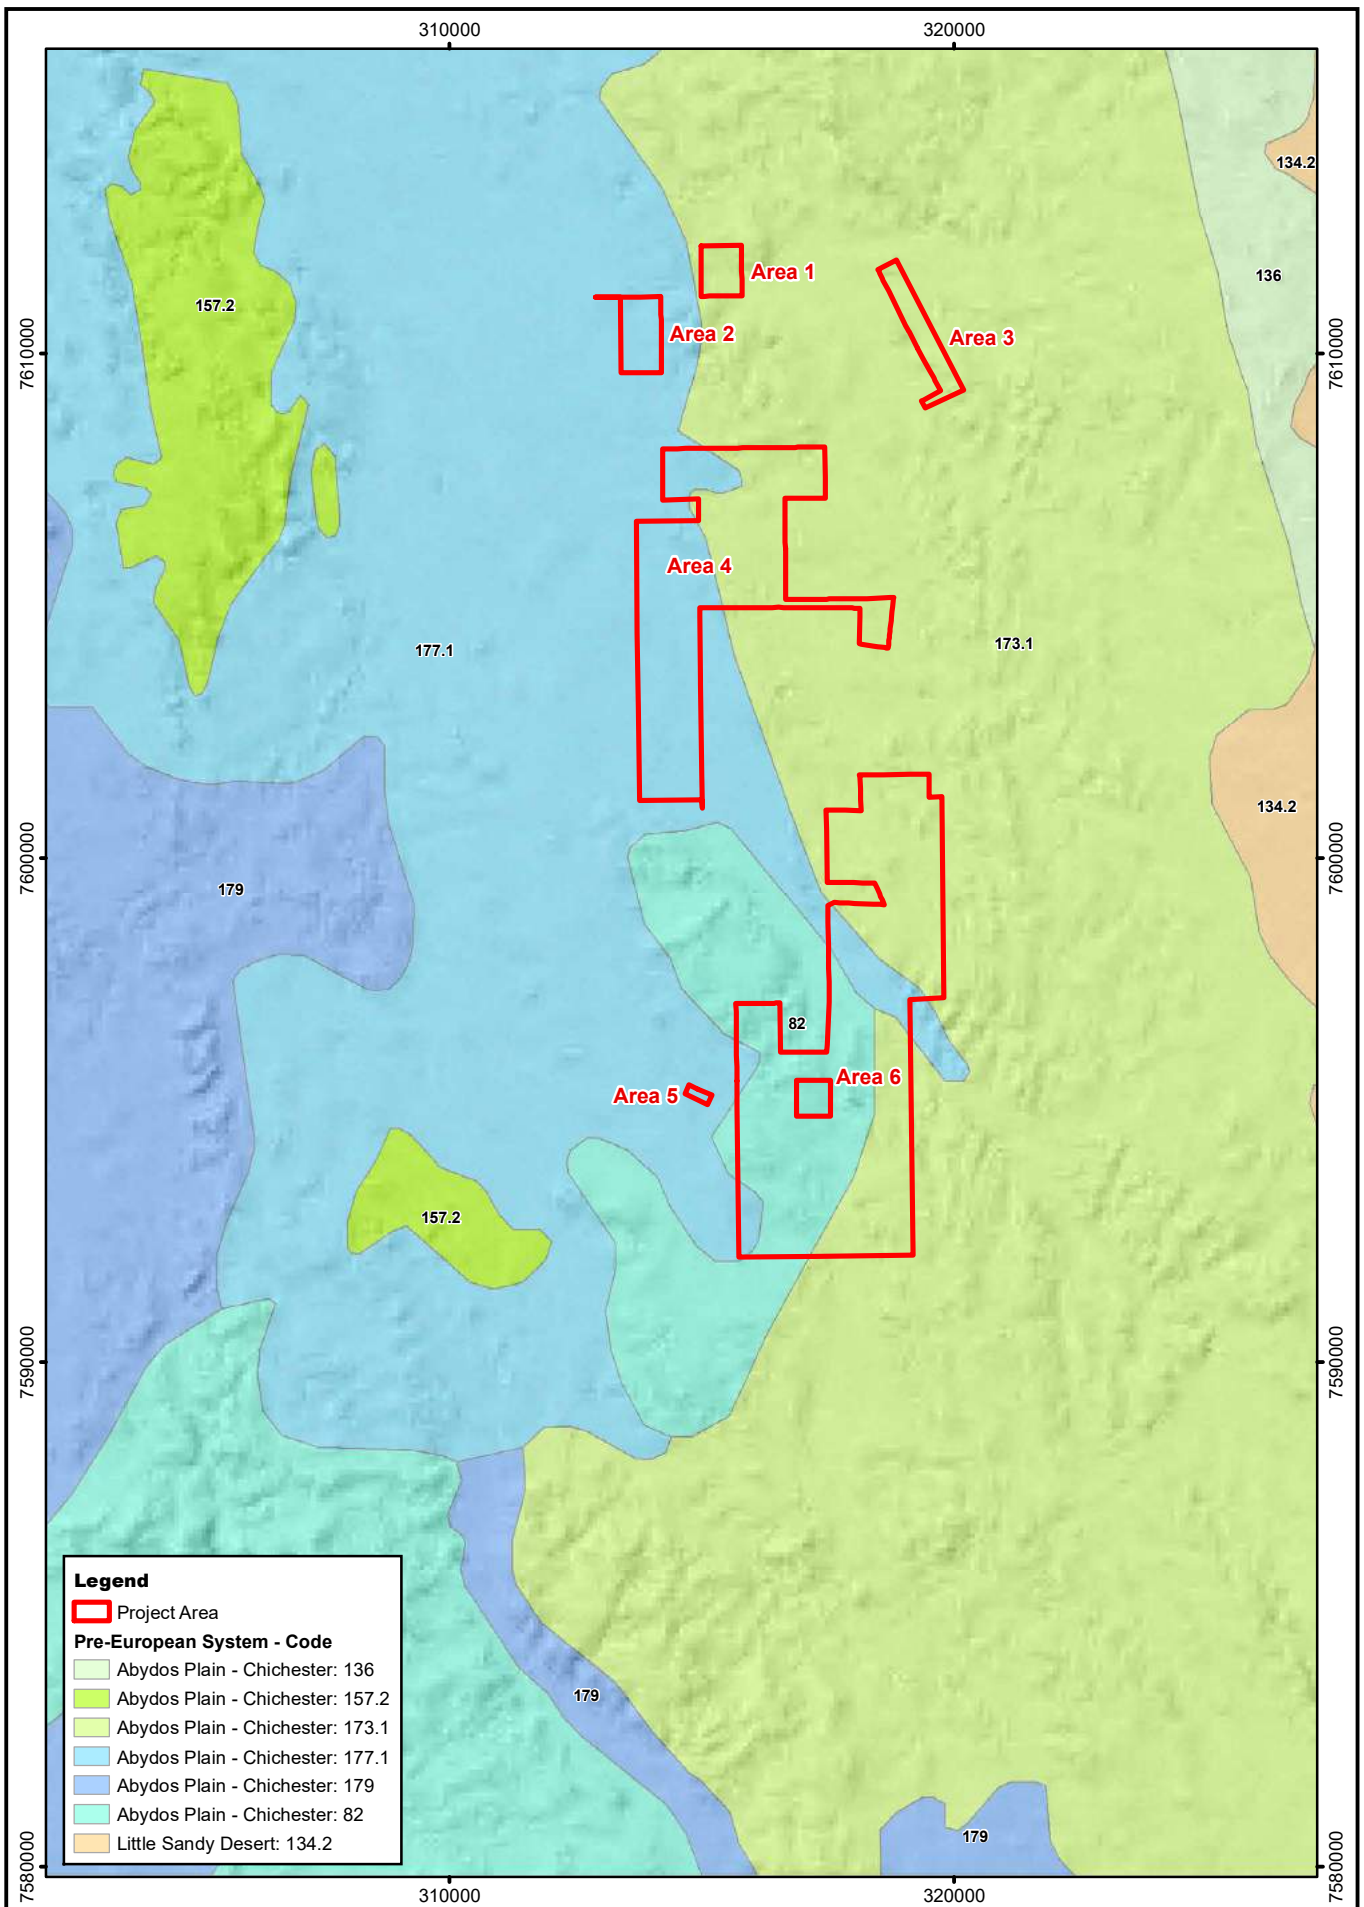 310000
320000
134.2
136
Area 1
157.2
Area 2
Area 3
7610000
7610000
Area 4
177.1
173.1
134.2
7600000
7600000
179
82
Area 5
Area 6
157.2
7590000
7590000
179
179
7580000
7580000
Legend
Project Area
Pre-European System - Code
Abydos Plain - Chichester: 136
Abydos Plain - Chichester: 157.2
Abydos Plain - Chichester: 173.1
Abydos Plain - Chichester: 177.1
Abydos Plain - Chichester: 179
Abydos Plain - Chichester: 82
Little Sandy Desert: 134.2
310000
320000